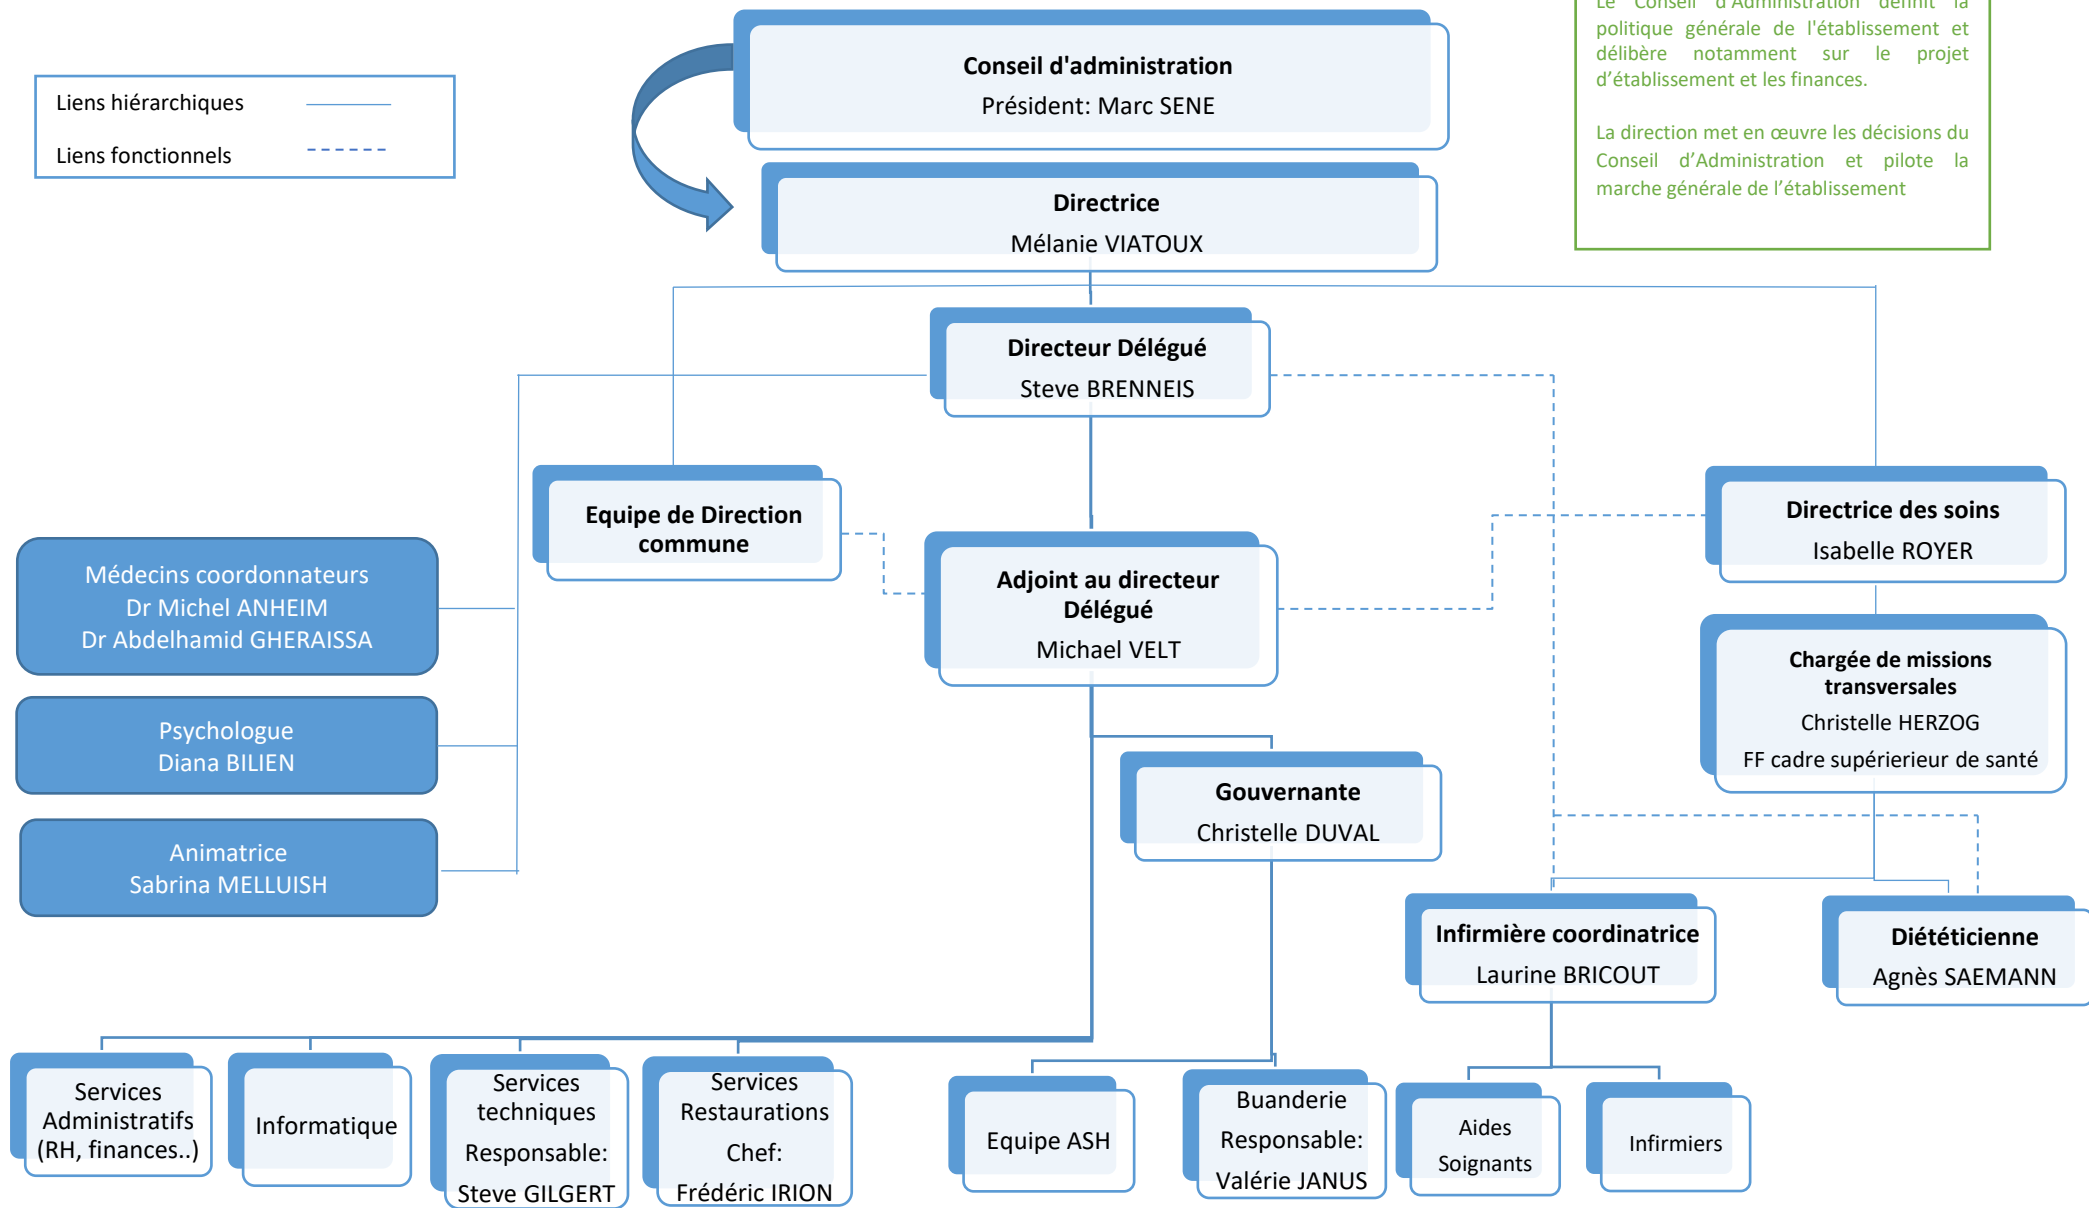 Le Conseil d'Administration définit la
politique générale de l'établissement et
délibère notamment sur le projet
d'établissement et les finances.
La direction met en œuvre les décisions du
Conseil d'Administration et pilote la
marche générale de l'établissement
Liens hiérarchiques
Liens fonctionnels
Conseil d'administration
Président: Marc SENE
Directrice
Mélanie VIATOUX
Directeur Délégué
Steve BRENNEIS
Equipe de Direction
commune
Directrice des soins
Isabelle ROYER
Adjoint au directeur
Délégué
Michael VELT
Médecins coordonnateurs
Dr Michel ANHEIM
Dr Abdelhamid GHERAISSA
Chargée de missions
transversales
Christelle HERZOG
FF cadre supérierieur de santé
Psychologue
Diana BILIEN
Gouvernante
Christelle DUVAL
Animatrice
Sabrina MELLUISH
Infirmière coordinatrice
Laurine BRICOUT
Diététicienne
Agnès SAEMANN
Services
Administratifs
(RH, finances..)
Informatique
Services
techniques
Responsable:
Steve GILGERT
Services
Restaurations
Chef:
Frédéric IRION
Equipe ASH
Buanderie
Responsable:
Valérie JANUS
Aides
Soignants
Infirmiers